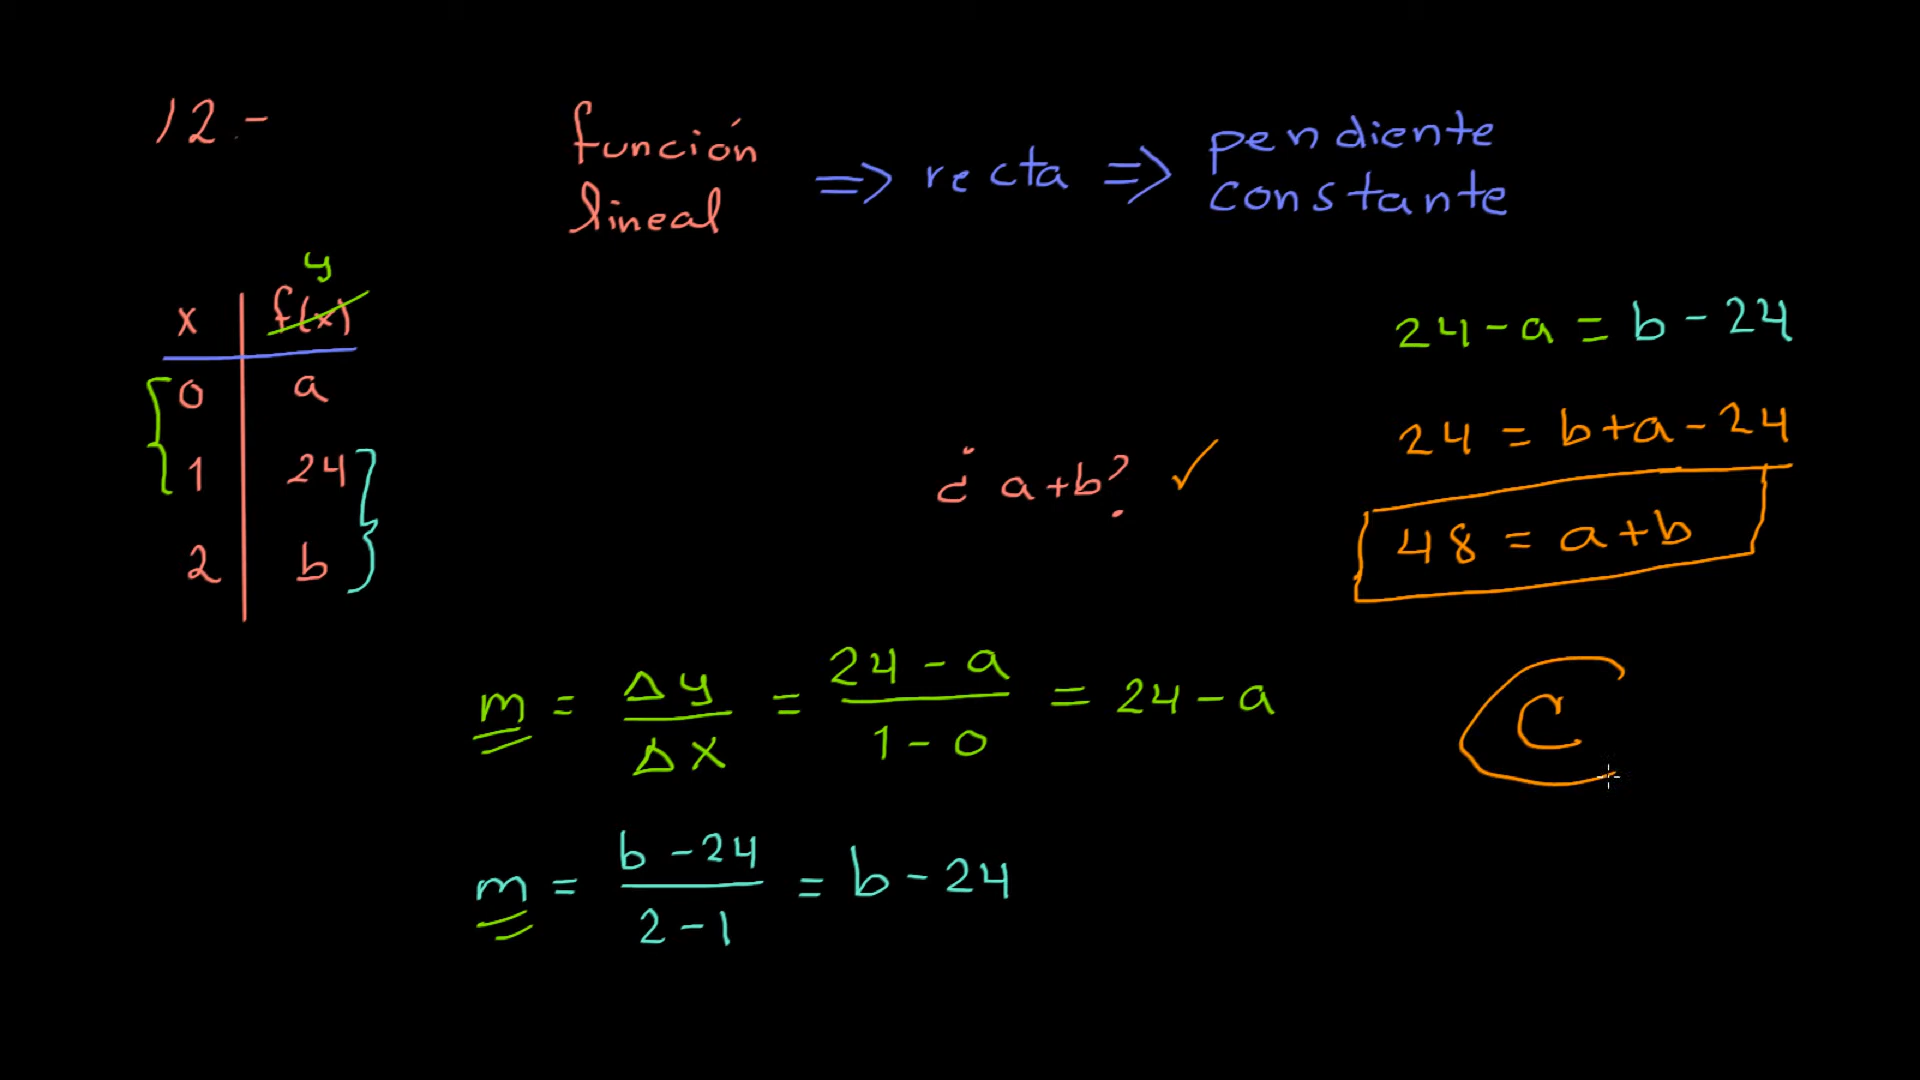 12.-
función
lineal
=> recta => pendiente
constante
y
x f(x)
0 a
1 24
2 b
¿a+b? ✓
24 - a = b - 24
24 = b+a - 24
48 = a+b
C
m = Δy/Δx = (24 - a)/(1 - 0) = 24 - a
m = (b - 24)/(2 - 1) = b - 24